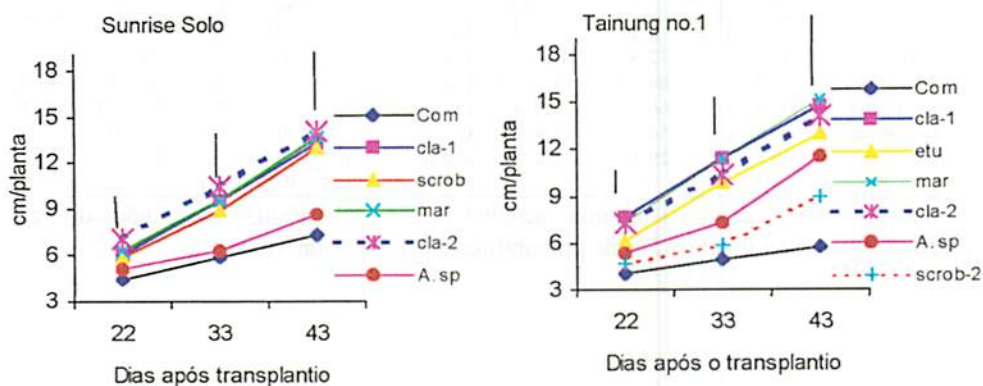 Sunrise Solo
cm/planta
18
15
12
9
6
3
22
33
43
Dias após transplantio
Com
cla-1
scrob
mar
cla-2
A.sp
Tainung no.1
cm/planta
18
15
12
9
6
3
22
33
43
Dias após o transplantio
Com
cla-1
etu
mar
cla-2
A.sp
scrob-2